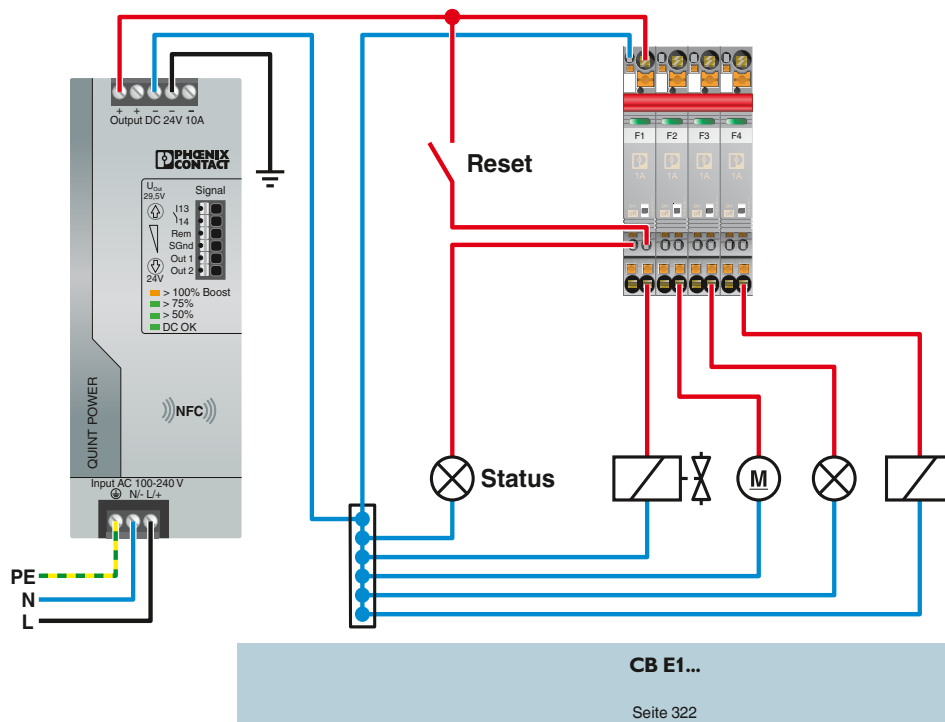 + + – – –
Output DC 24V 10A
PHŒNIX
CONTACT
UOut
29,5V
Signal
13
14
Rem
SGnd
Out 1
Out 2
24V
> 100% Boost
> 75%
> 50%
DC OK
QUINT POWER
NFC
Input AC 100-240 V
N/- L/+
PE
N
L
Reset
Status
F1 F2 F3 F4
1A 1A 1A 1A
M
CB E1...
Seite 322